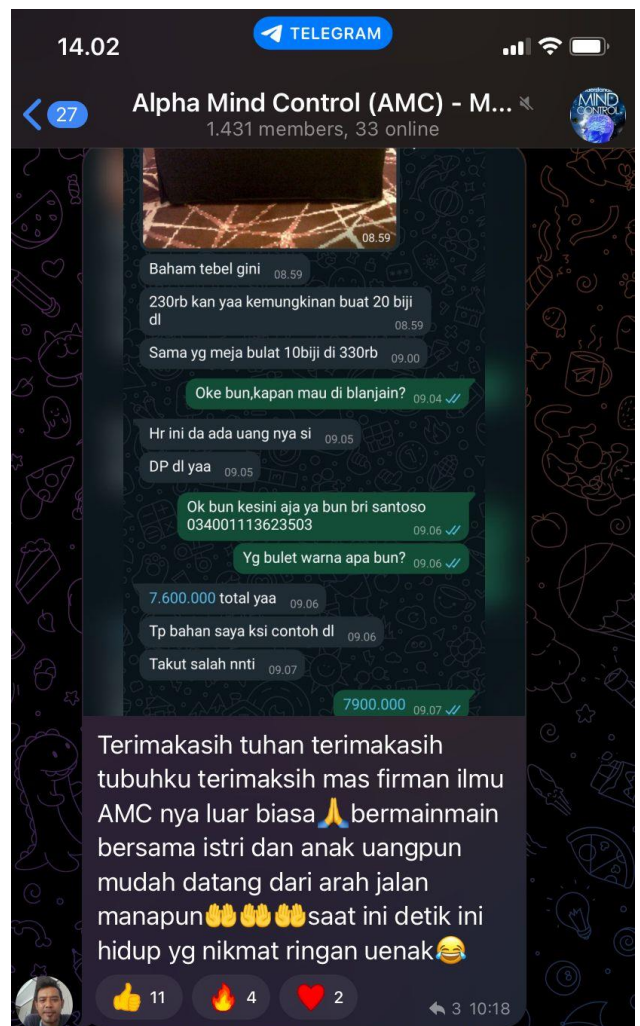 14.02
TELEGRAM
27
Alpha Mind Control (AMC) - M...
1.431 members, 33 online
MIND
CONTROL
08.59
Baham tebel gini 08.59
230rb kan yaa kemungkinan buat 20 biji
dl 08.59
Sama yg meja bulat 10biji di 330rb 09.00
Oke bun,kapan mau di blanjain? 09.04
Hr ini da ada uang nya si 09.05
DP dl yaa 09.05
Ok bun kesini aja ya bun bri santoso
034001113623503 09.06
Yg bulet warna apa bun? 09.06
7.600.000 total yaa 09.06
Tp bahan saya ksi contoh dl 09.06
Takut salah nnti 09.07
7900.000 09.07
Terimakasih tuhan terimakasih
tubuhku terimaksih mas firman ilmu
AMC nya luar biasa🙏bermainmain
bersama istri dan anak uangpun
mudah datang dari arah jalan
manapun🤲🤲🤲saat ini detik ini
hidup yg nikmat ringan uenak😂
👍 11 🔥 4 ❤️ 2 3 10:18